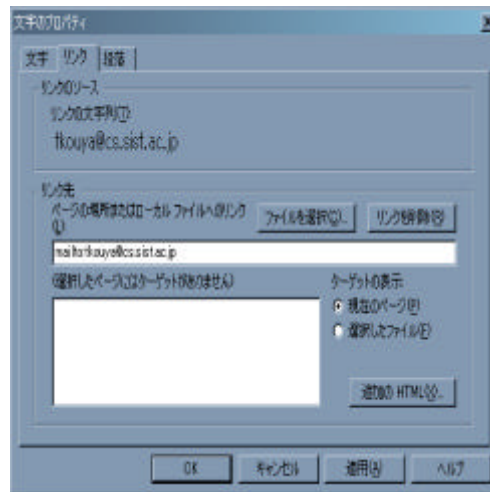 文字のプロパティ
文字 リンク 段落
リンクのソース
リンクの文字列(T):
tkouya@cs.sist.ac.jp
リンク先
ページの場所またはローカル ファイルへのリンク
(L)
ファイルを選択(C)... リンクを削除(R)
mailto:tkouya@cs.sist.ac.jp
(選択したページにはターゲットがありません)
ターゲットの表示:
現在のページ(P)
選択したファイル(F)
追加の HTML(X)...
OK キャンセル 適用(A) ヘルプ